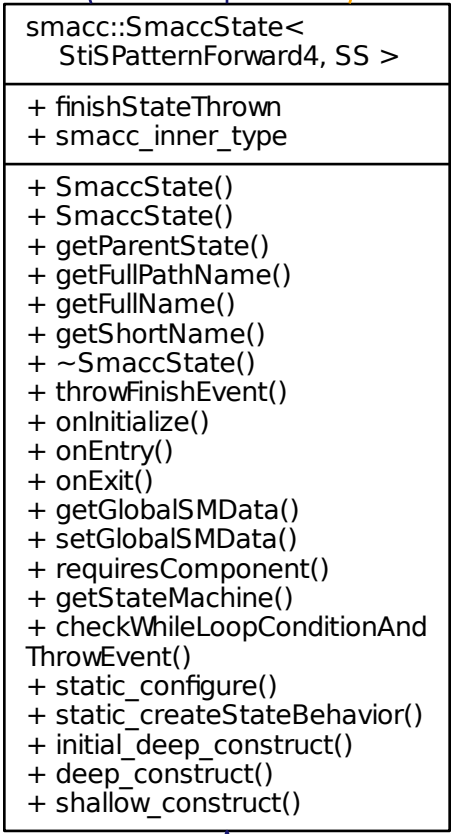 smacc::SmaccState<
StiSPatternForward4, SS >
+ finishStateThrown
+ smacc_inner_type
+ SmaccState()
+ SmaccState()
+ getParentState()
+ getFullPathName()
+ getFullName()
+ getShortName()
+ ~SmaccState()
+ throwFinishEvent()
+ onInitialize()
+ onEntry()
+ onExit()
+ getGlobalSMData()
+ setGlobalSMData()
+ requiresComponent()
+ getStateMachine()
+ checkWhileLoopConditionAnd
ThrowEvent()
+ static_configure()
+ static_createStateBehavior()
+ initial_deep_construct()
+ deep_construct()
+ shallow_construct()